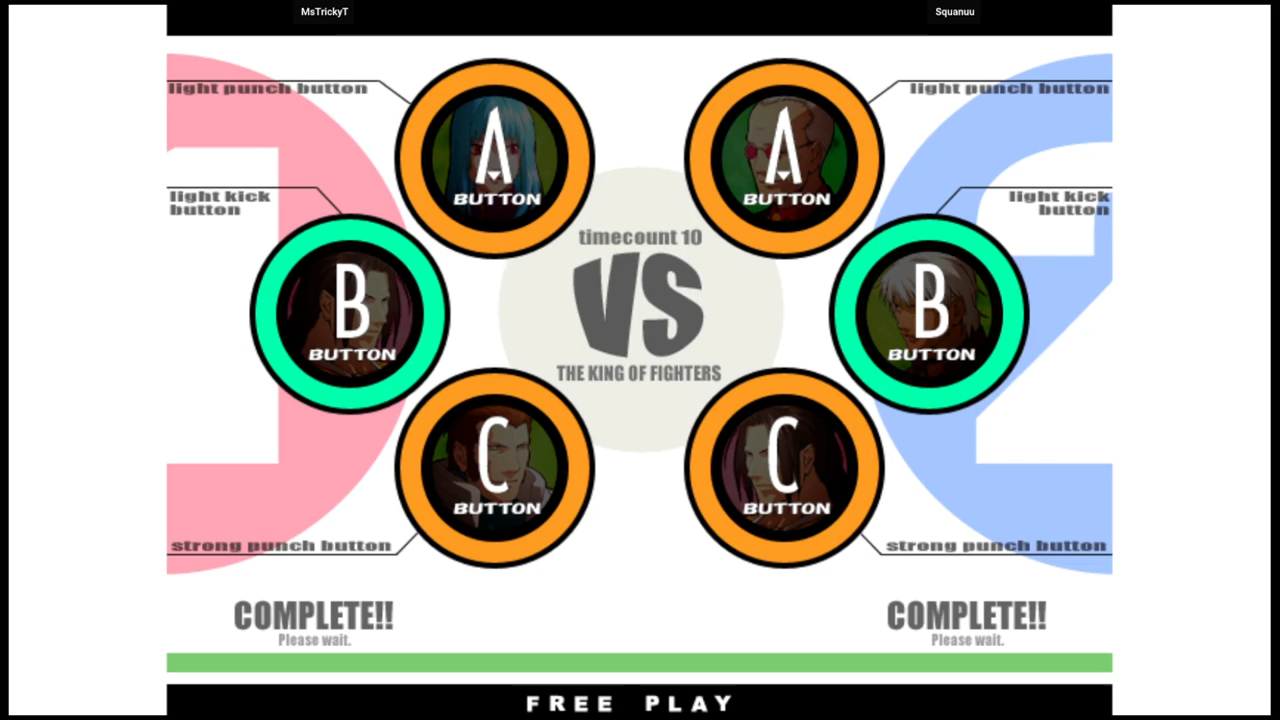 MsTrickyT
Squanuu
light punch button
A
BUTTON
A
BUTTON
light punch button
light kick
button
light kick
button
timecount 10
VS
THE KING OF FIGHTERS
B
BUTTON
B
BUTTON
C
BUTTON
C
BUTTON
strong punch button
strong punch button
COMPLETE!!
Please wait.
COMPLETE!!
Please wait.
FREE PLAY
1
2